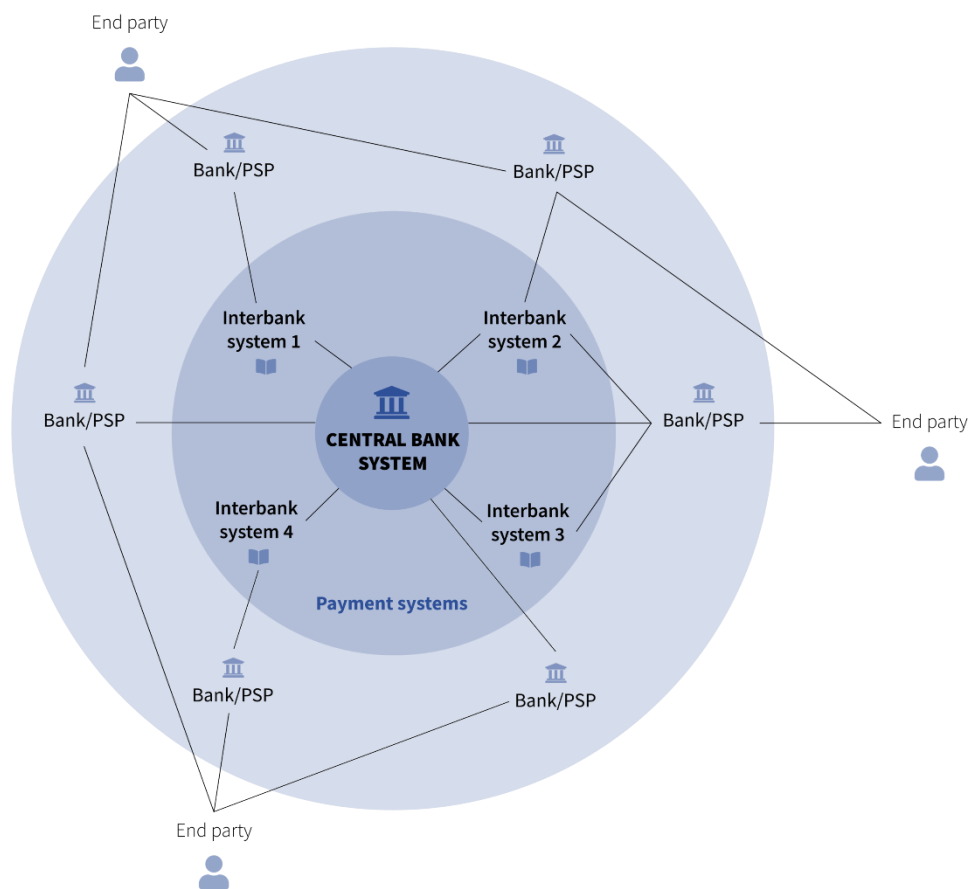 End party
Bank/PSP
Bank/PSP
Interbank
system 1
Interbank
system 2
Bank/PSP
CENTRAL BANK
SYSTEM
Bank/PSP
End party
Interbank
system 4
Interbank
system 3
Payment systems
Bank/PSP
Bank/PSP
End party